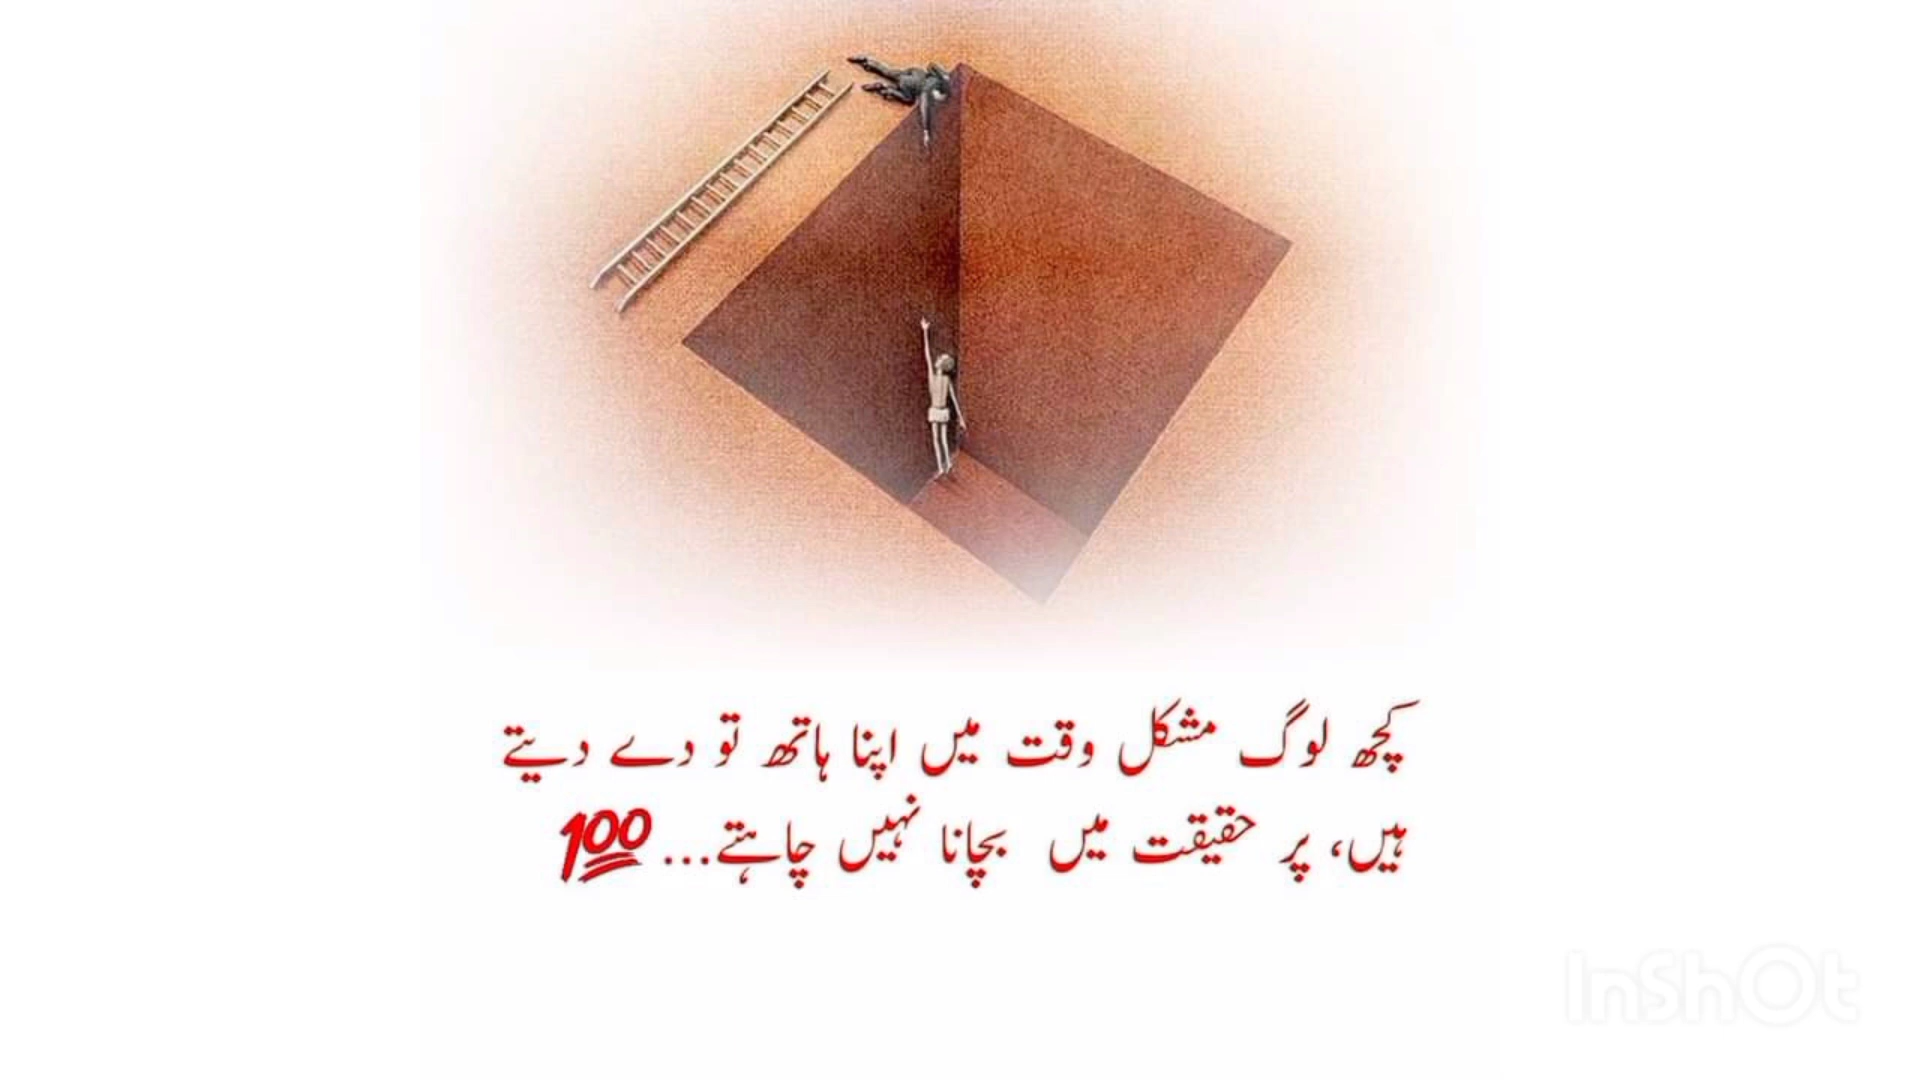 کچھ لوگ مشکل وقت میں اپنا ہاتھ تو دے دیتے
ہیں، پر حقیقت میں بچانا نہیں چاہتے...💯
InShOt